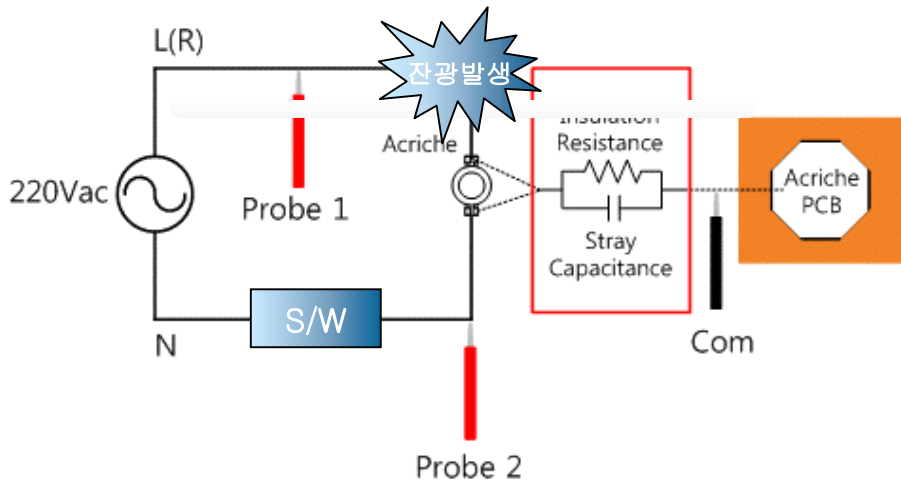 L(R)
잔광발생
220Vac
Probe 1
Acriche
Insulation
Resistance
Stray
Capacitance
Acriche
PCB
S/W
N
Com
Probe 2